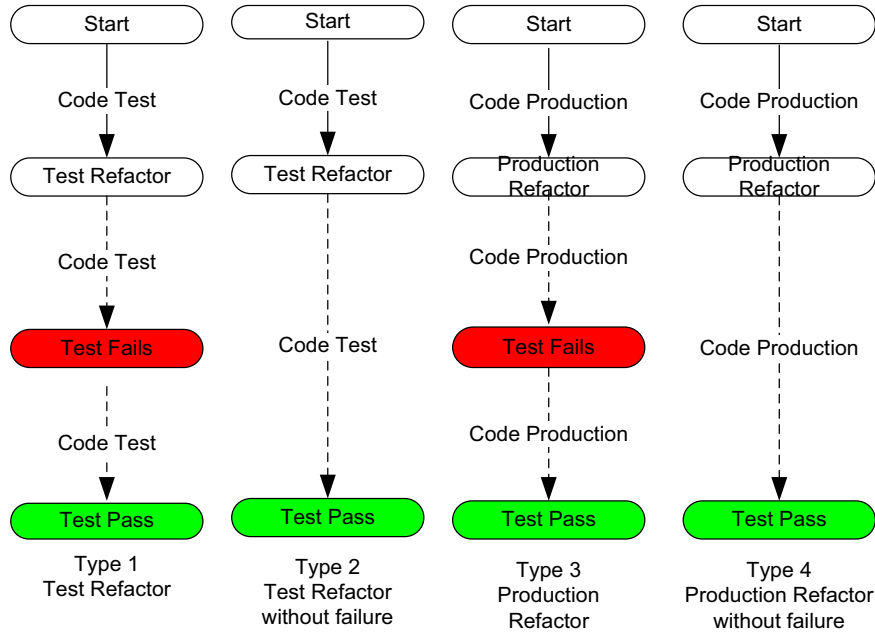 Start
Code Test
Test Refactor
Code Test
Test Fails
Code Test
Test Pass
Type 1
Test Refactor
Start
Code Test
Test Refactor
Code Test
Test Pass
Type 2
Test Refactor
without failure
Start
Code Production
Production
Refactor
Code Production
Test Fails
Code Production
Test Pass
Type 3
Production
Refactor
Start
Code Production
Production
Refactor
Code Production
Test Pass
Type 4
Production Refactor
without failure